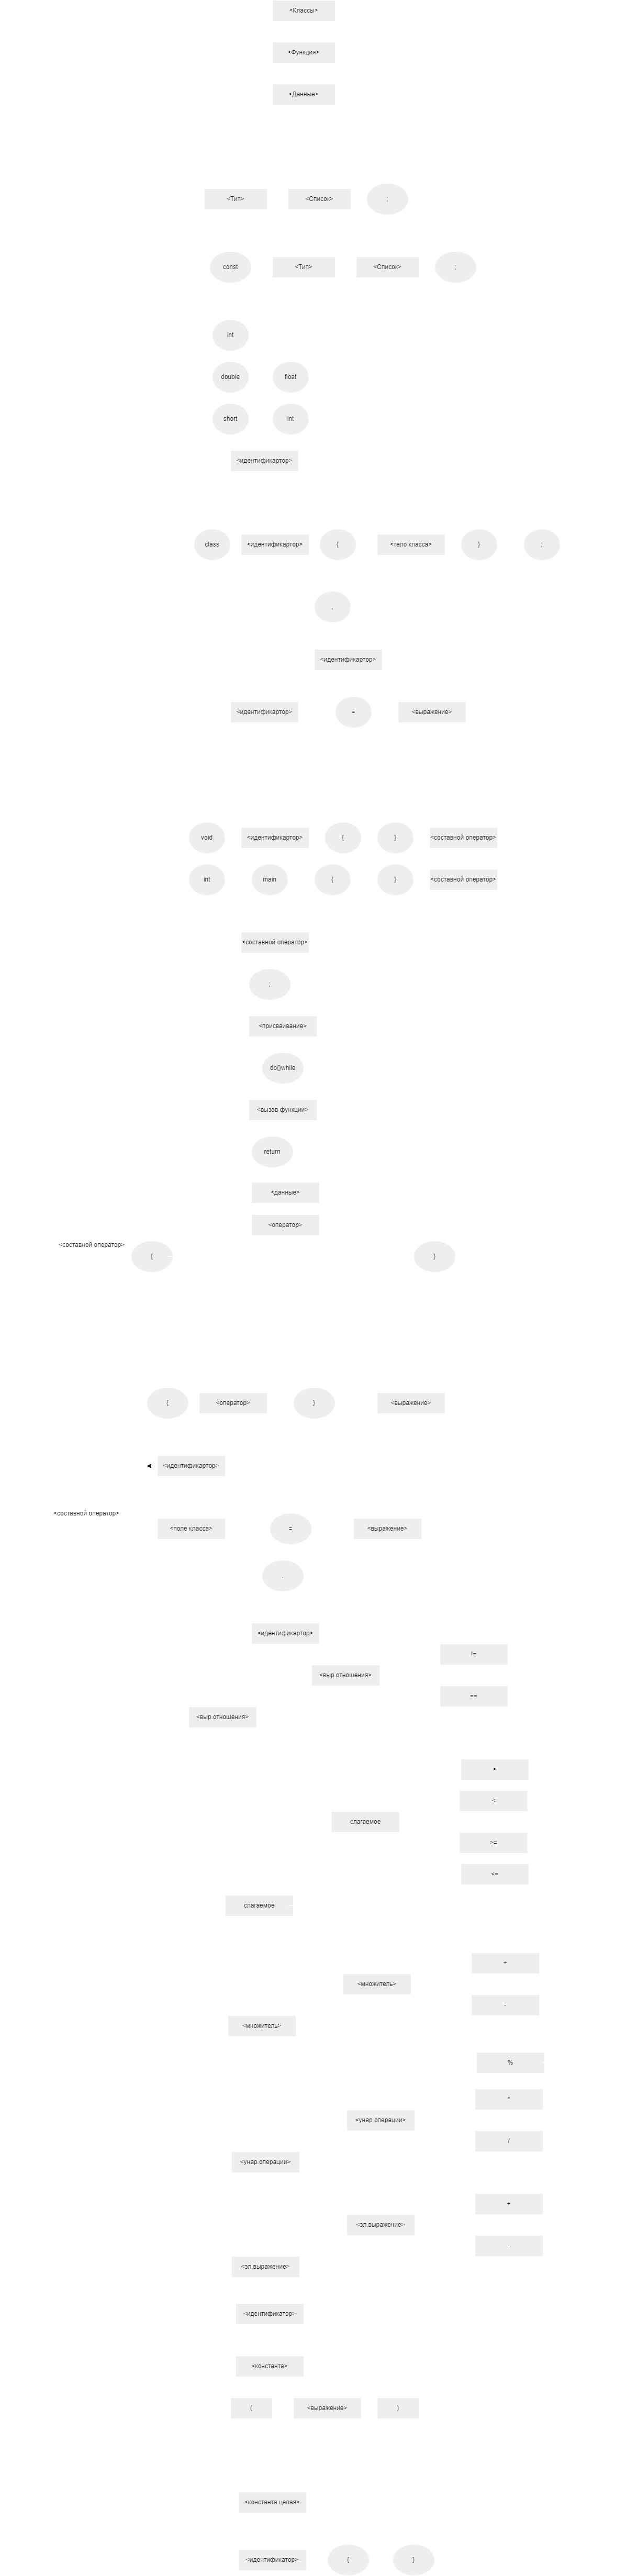 <Классы>
<Функция>
<Данные>
<Тип> <Список> ;
const <Тип> <Список> ;
int
double float
short int
<идентификартор>
class <идентификартор> { <тело класса> } ;
,
<идентификартор>
<идентификартор> = <выражение>
void <идентификартор> ( ) <составной оператор>
int main ( ) <составной оператор>
<составной оператор>
;
<присваивание>
do{}while
<вызов функции>
return
<данные>
<оператор>
<составной оператор>
{ }
{ <оператор> } <выражение>
<идентификартор>
<составной оператор>
<поле класса> = <выражение>
.
<идентификартор>
!=
<выр.отношения>
==
<выр.отношения>
>
<
слагаемое
>=
<=
слагаемое
+
<множитель>
-
<множитель>
%
*
<унар.операции>
/
<унар.операции>
+
<эл.выражение>
-
<эл.выражение>
<идентификатор>
<константа>
( <выражение> )
<константа целая>
<идентификатор> ( )